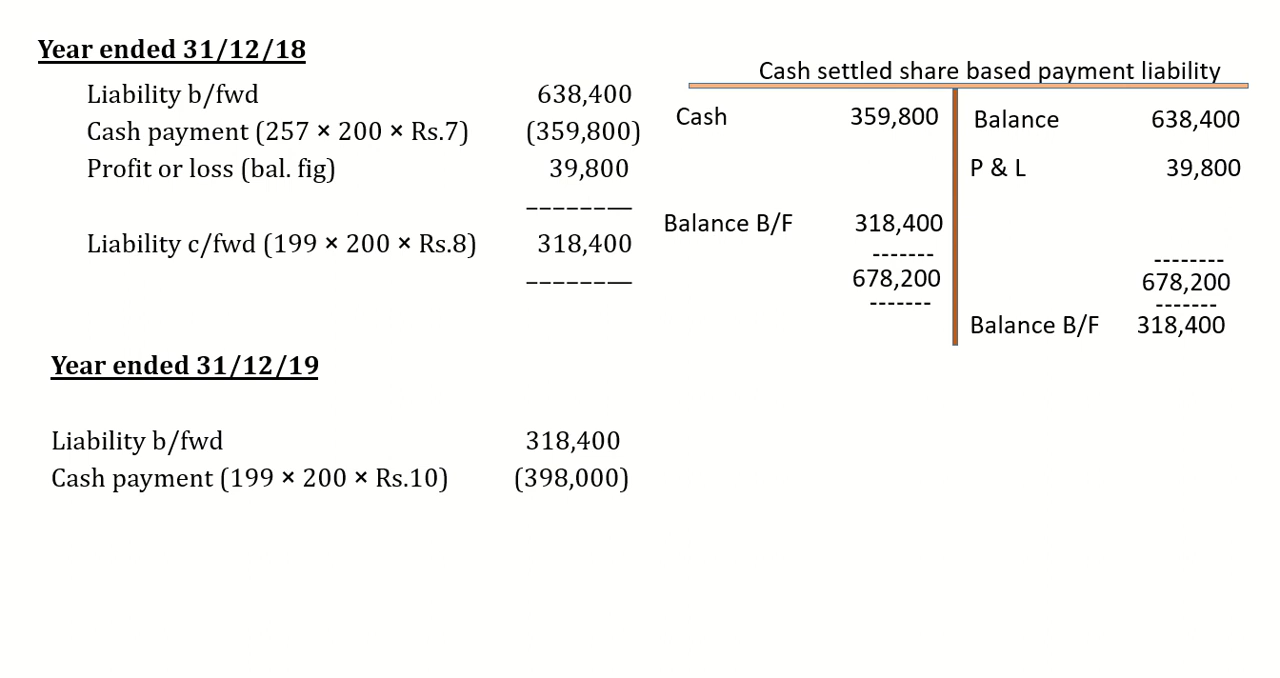 Year ended 31/12/18
Liability b/fwd 638,400
Cash payment (257 × 200 × Rs.7) (359,800)
Profit or loss (bal. fig) 39,800
--------
Liability c/fwd (199 × 200 × Rs.8) 318,400
--------
Cash settled share based payment liability
Cash 359,800 Balance 638,400
P & L 39,800
Balance B/F 318,400
------- --------
678,200 678,200
------- -------
Balance B/F 318,400
Year ended 31/12/19
Liability b/fwd 318,400
Cash payment (199 × 200 × Rs.10) (398,000)